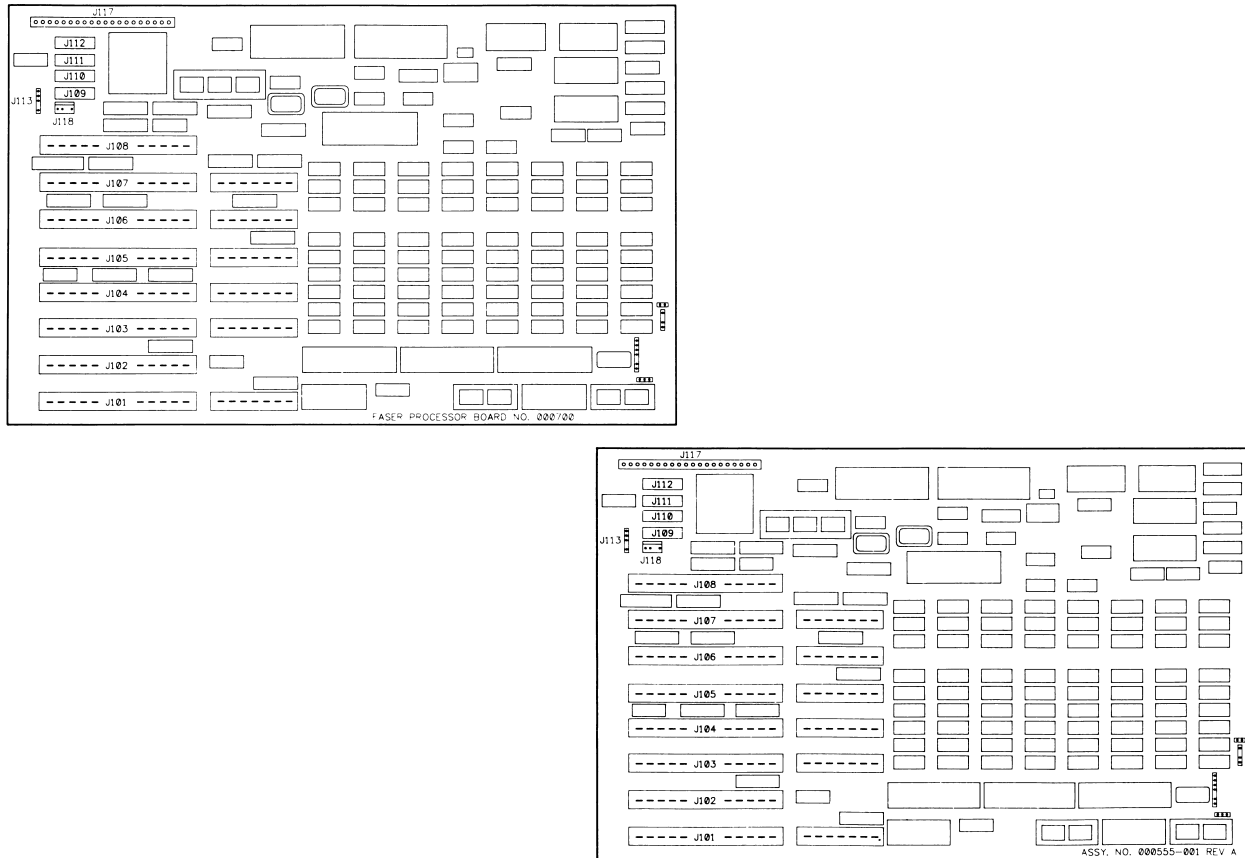 J117
J112
J111
J110
J109
J113
J118
J108
J107
J106
J105
J104
J103
J102
J101
FASER PROCESSOR BOARD NO. 000700
J117
J112
J111
J110
J109
J113
J118
J108
J107
J106
J105
J104
J103
J102
J101
ASSY. NO. 000555-001 REV A